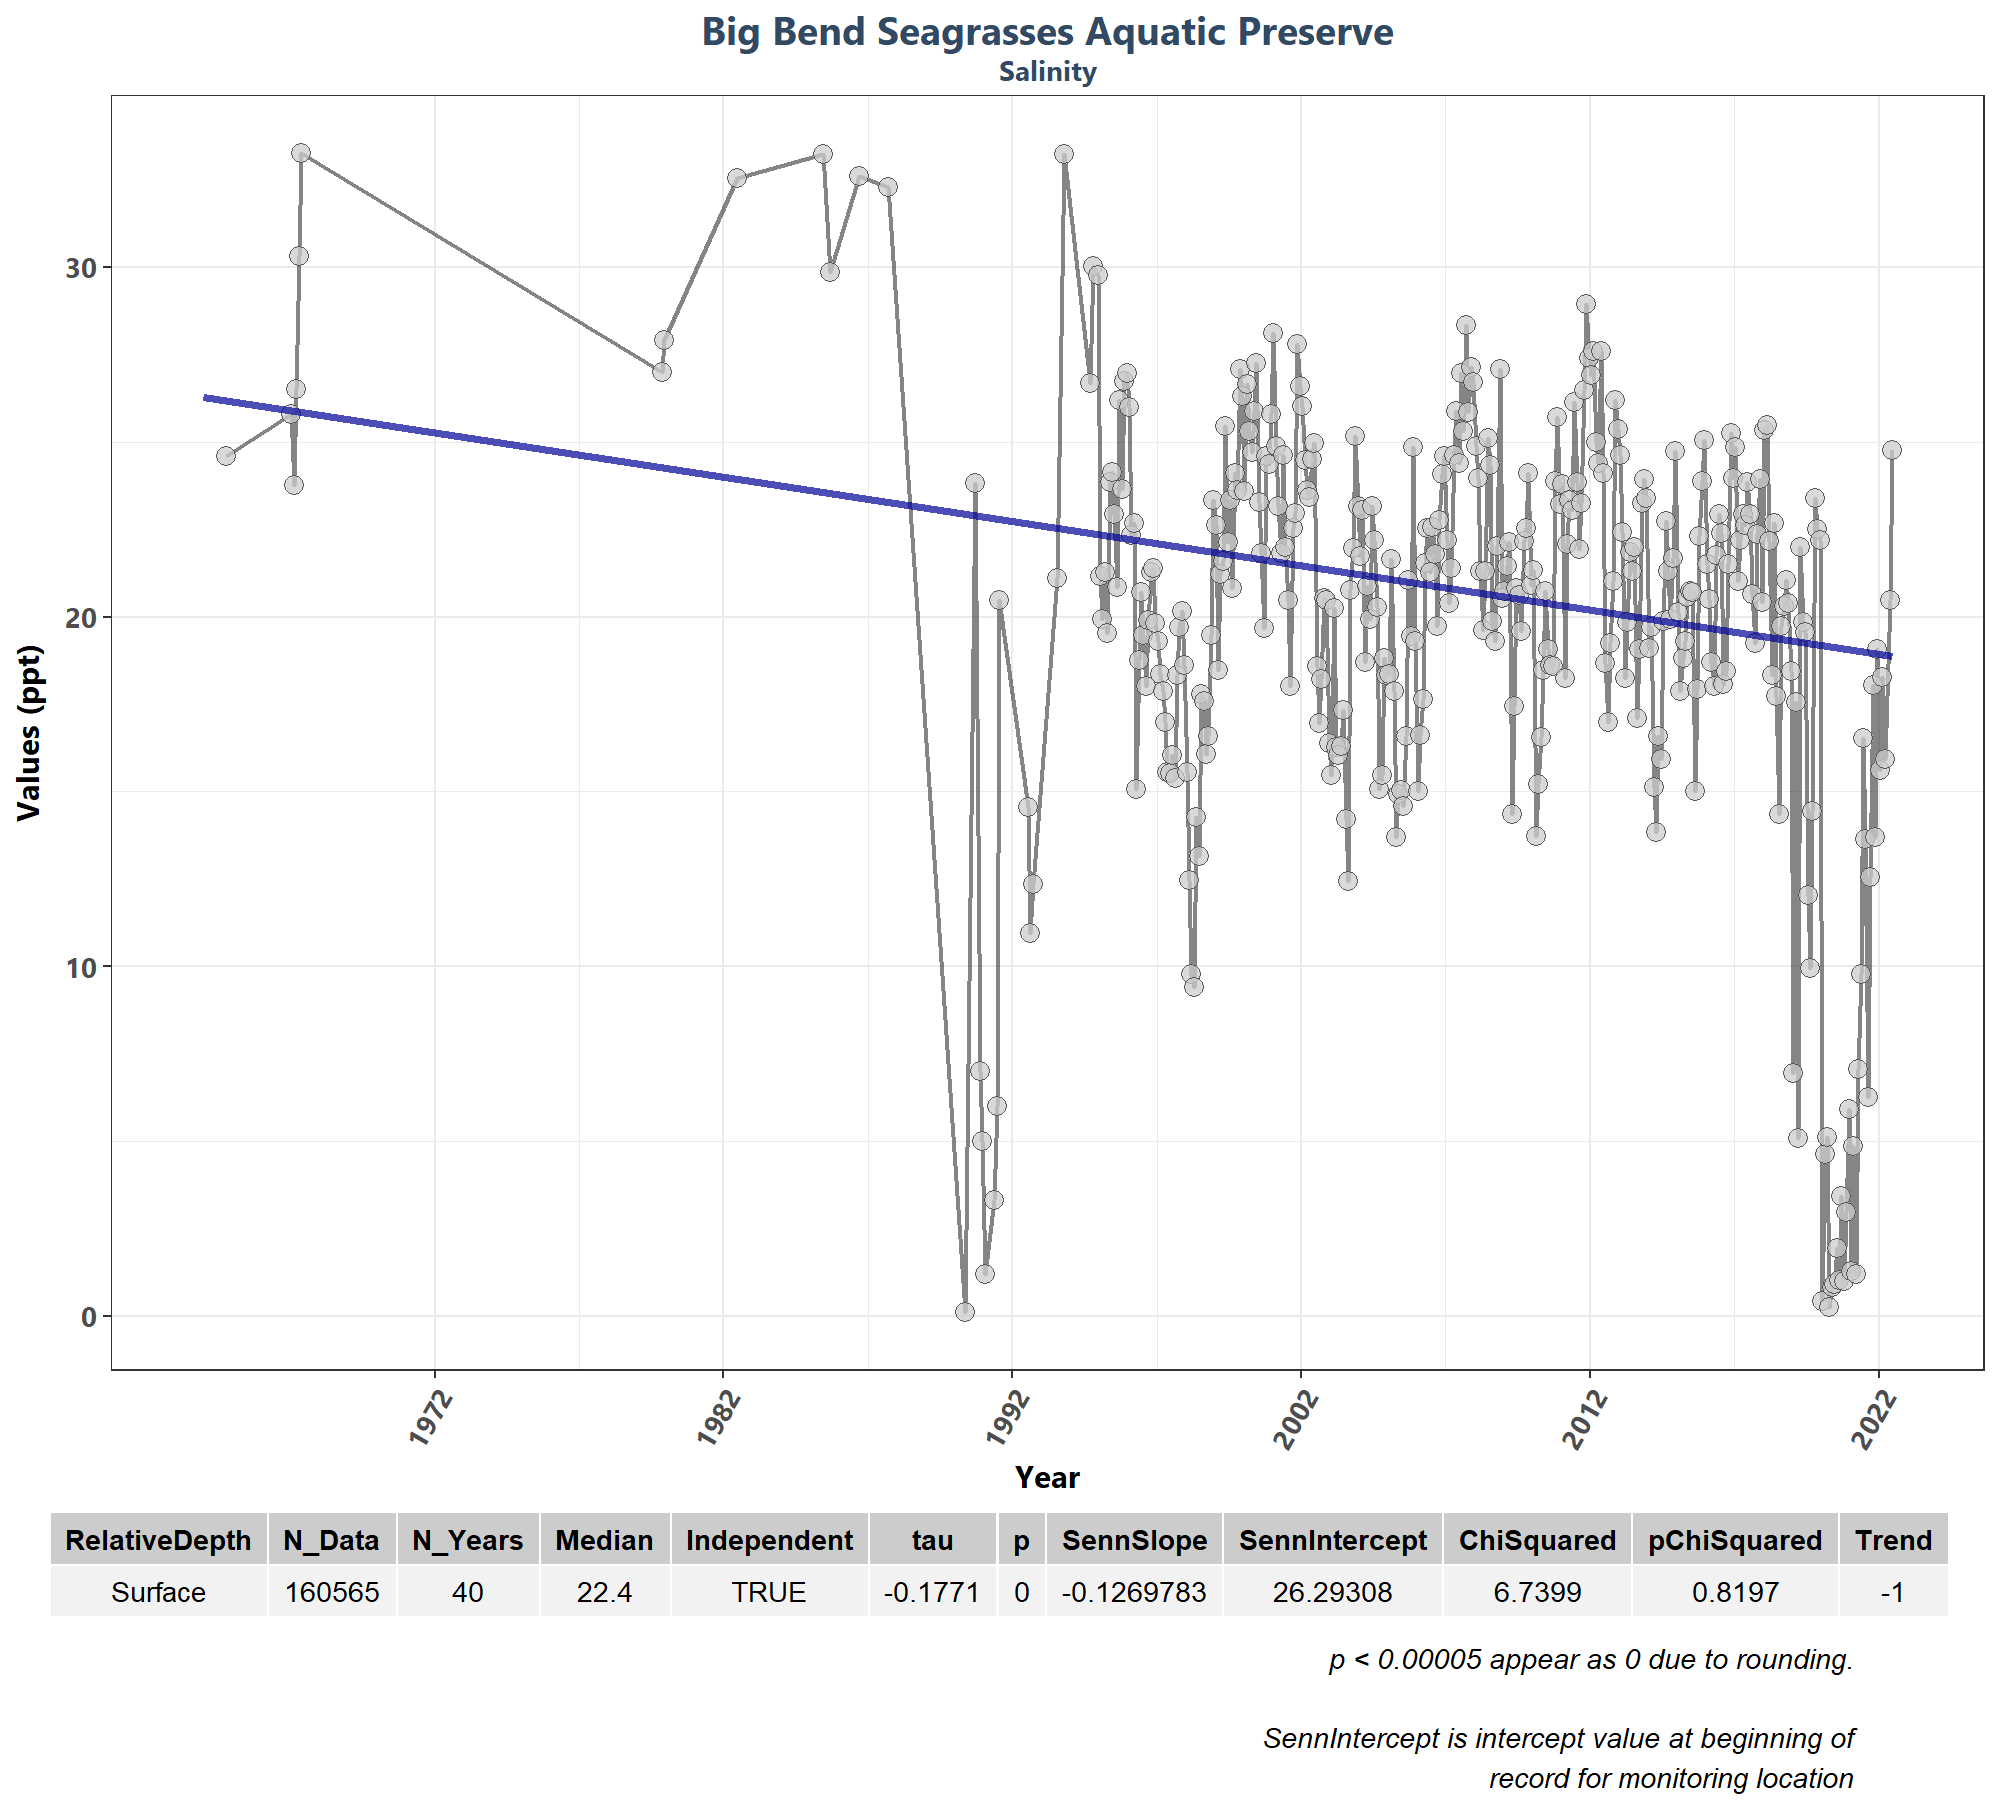 Big Bend Seagrasses Aquatic Preserve
Salinity
Values (ppt)
30
20
10
0
1972
1982
1992
2002
2012
2022
Year
RelativeDepth N_Data N_Years Median Independent tau p SennSlope SennIntercept ChiSquared pChiSquared Trend
Surface 160565 40 22.4 TRUE -0.1771 0 -0.1269783 26.29308 6.7399 0.8197 -1
p < 0.00005 appear as 0 due to rounding.
SennIntercept is intercept value at beginning of
record for monitoring location